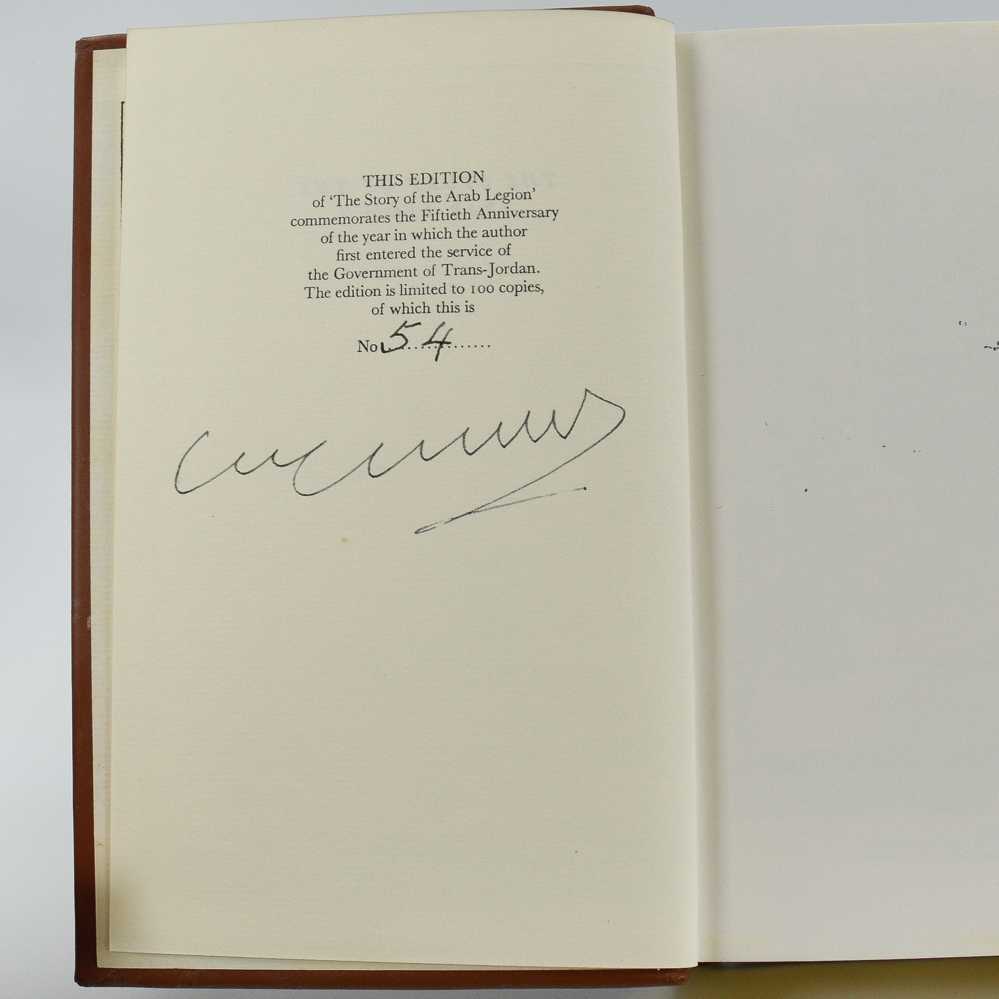 THIS EDITION
of ‘The Story of the Arab Legion’
commemorates the Fiftieth Anniversary
of the year in which the author
first entered the service of
the Government of Trans-Jordan.
The edition is limited to 100 copies,
of which this is
No 54